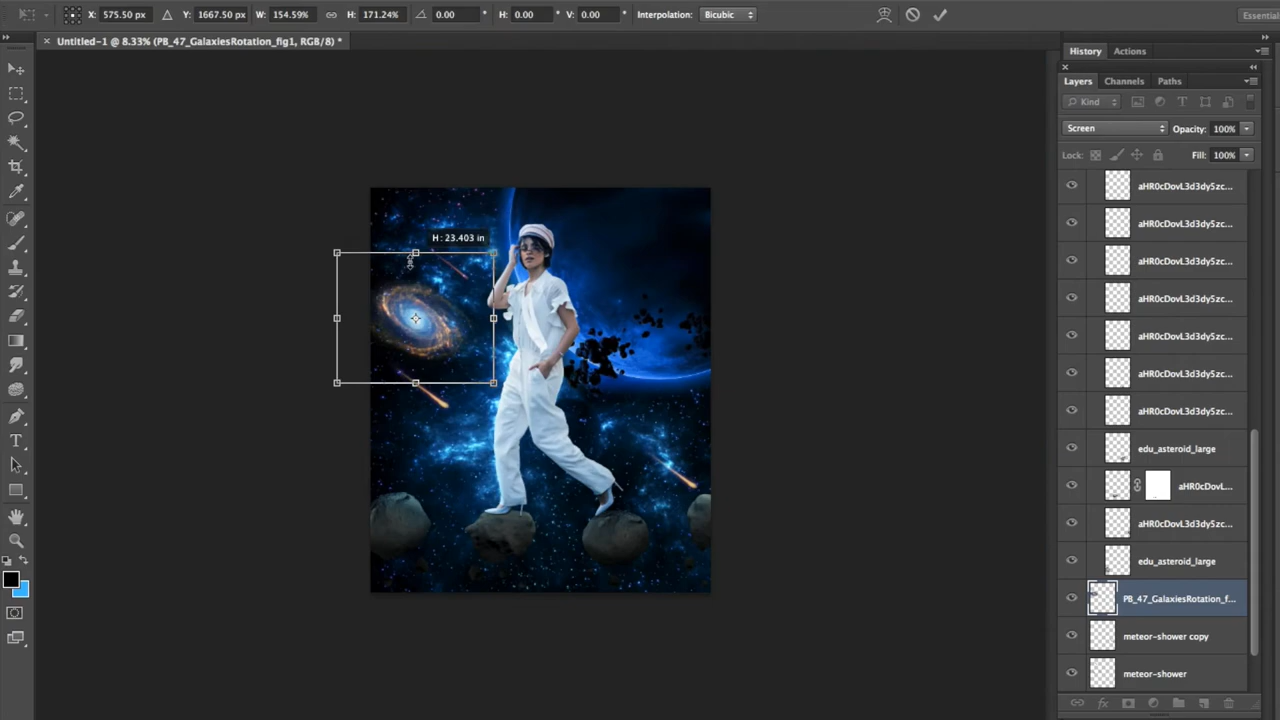 X: 575.50 px Y: 1667.50 px W: 154.59% H: 171.24% 0.00 ° H: 0.00 ° V: 0.00 ° Interpolation: Bicubic Essential
× Untitled-1 @ 8.33% (PB_47_GalaxiesRotation_fig1, RGB/8) *
History Actions
Layers Channels Paths
Kind
Screen Opacity: 100%
Lock: Fill: 100%
aHR0cDovL3d3dy5zc...
aHR0cDovL3d3dy5zc...
H: 23.403 in
aHR0cDovL3d3dy5zc...
aHR0cDovL3d3dy5zc...
aHR0cDovL3d3dy5zc...
aHR0cDovL3d3dy5zc...
aHR0cDovL3d3dy5zc...
edu_asteroid_large
aHR0cDovL...
aHR0cDovL3d3dy5zc...
edu_asteroid_large
PB_47_GalaxiesRotation_f...
meteor-shower copy
meteor-shower